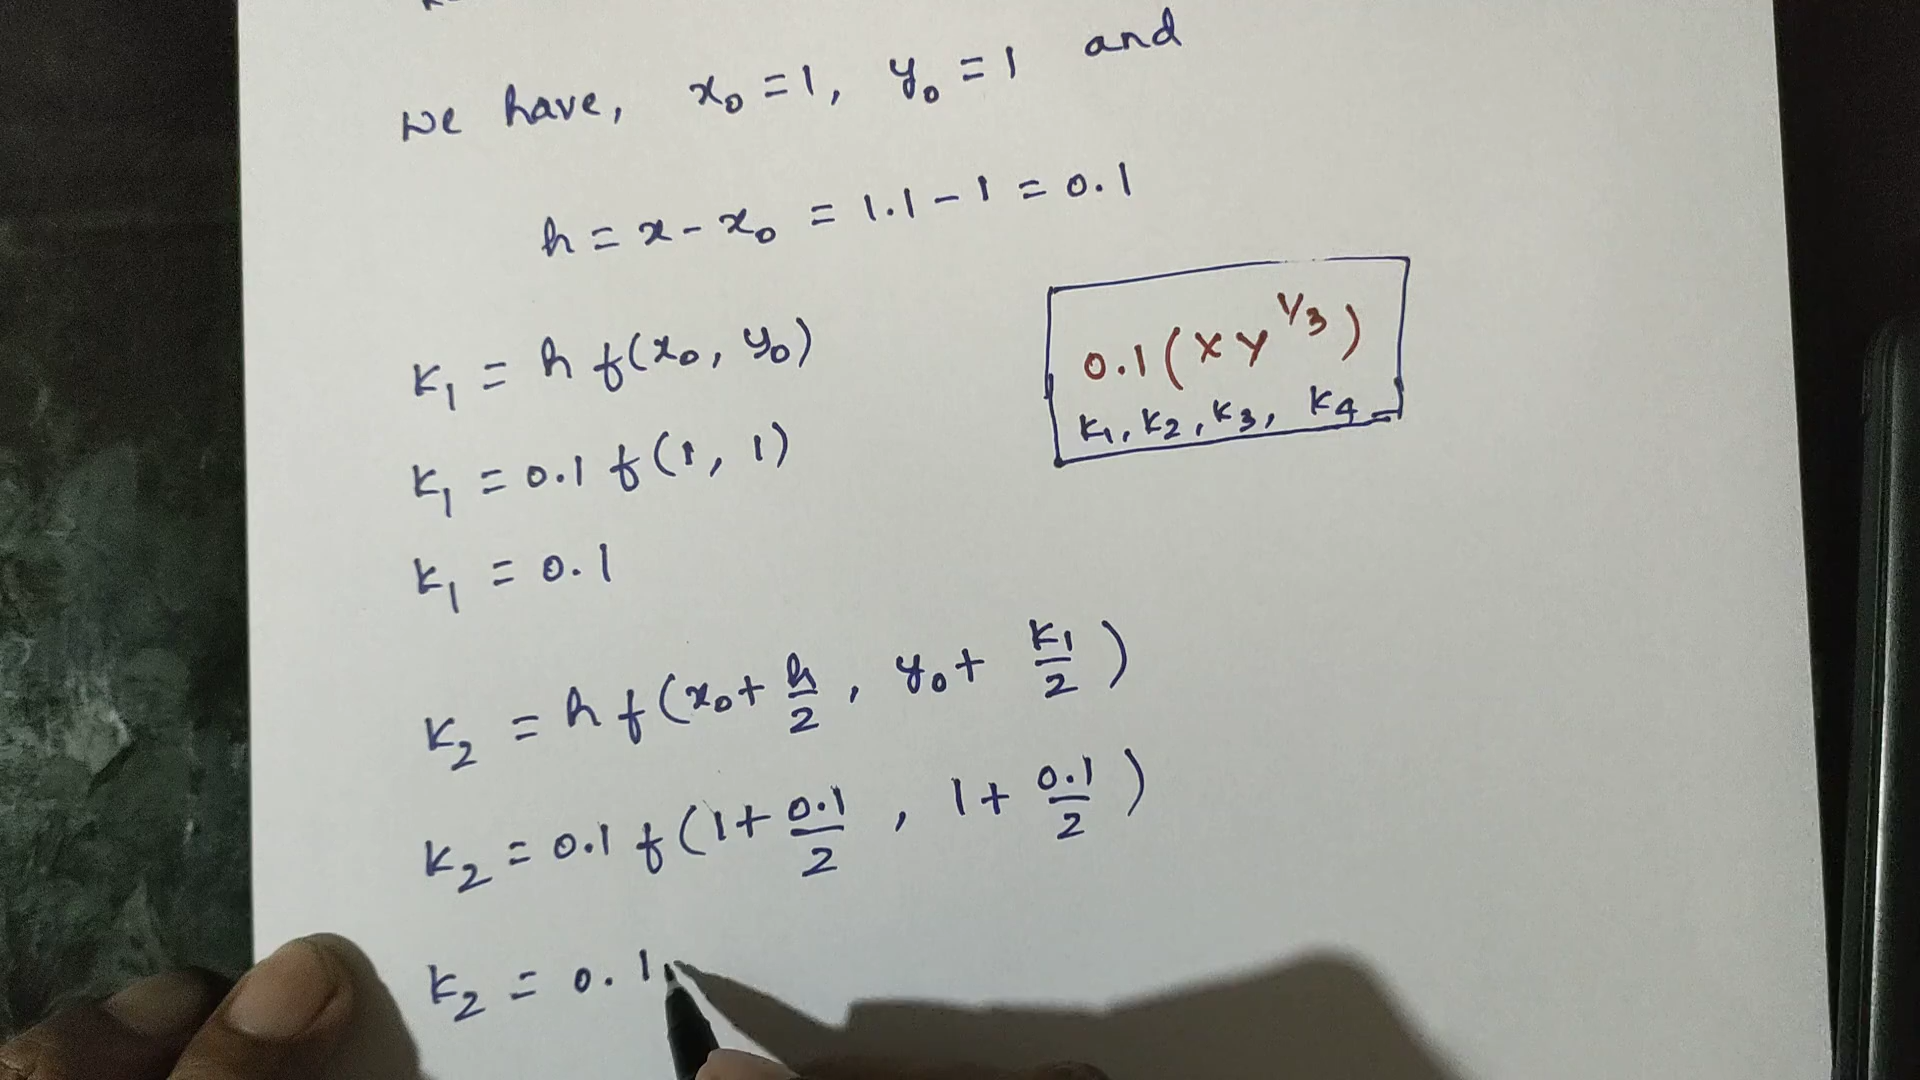 We have, x₀ = 1, y₀ = 1 and
h = x - x₀ = 1.1 - 1 = 0.1
K₁ = h f(x₀, y₀)
0.1 (X Y^1/3)
K₁, K₂, K₃, K₄
K₁ = 0.1 f(1, 1)
K₁ = 0.1
K₂ = h f(x₀ + h/2, y₀ + K₁/2)
K₂ = 0.1 f(1 + 0.1/2, 1 + 0.1/2)
K₂ = 0.1